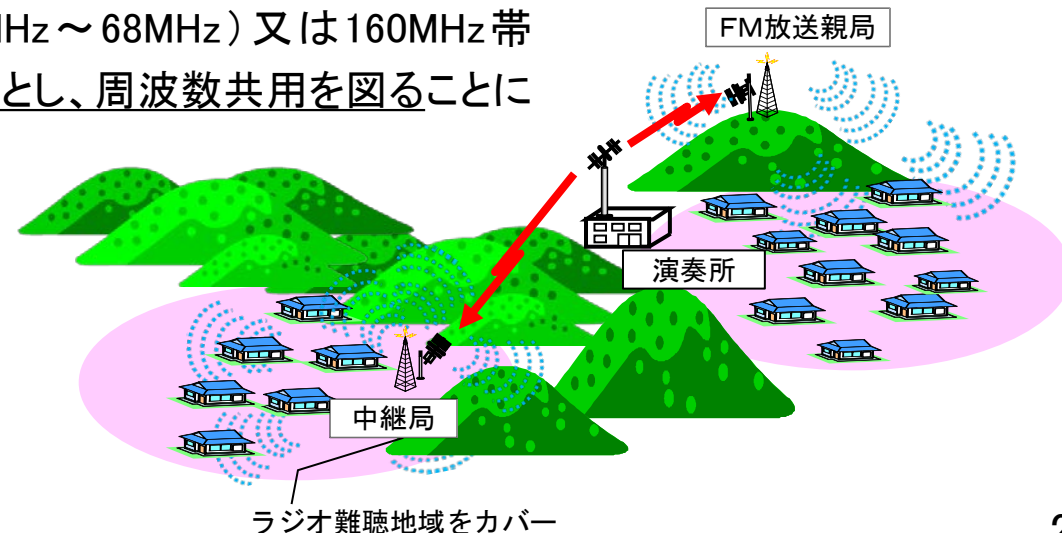 MHz～68MHz）又は160MHz帯
とし、周波数共用を図ることに
FM放送親局
演奏所
中継局
ラジオ難聴地域をカバー